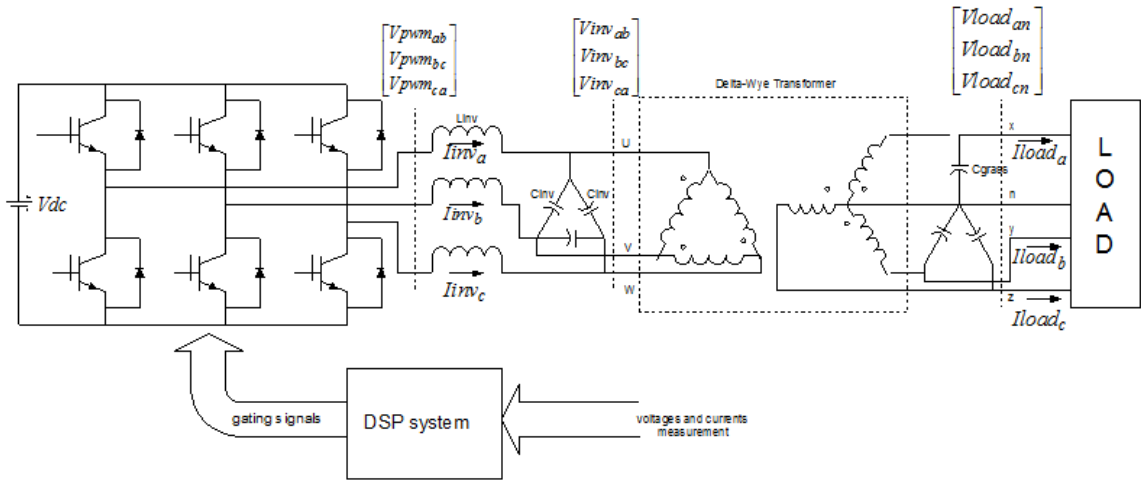 Vpwm_ab
Vpwm_bc
Vpwm_ca
Vinv_ab
Vinv_bc
Vinv_ca
Vload_an
Vload_bn
Vload_cn
Delta-Wye Transformer
Linv
Iinv_a
U
x
Iload_a
Cgrass
Cinv
Cinv
Vdc
Iinv_b
n
V
y
Iload_b
Iinv_c
W
z
Iload_c
LOAD
gating signals
DSP system
voltages and currents
measurement